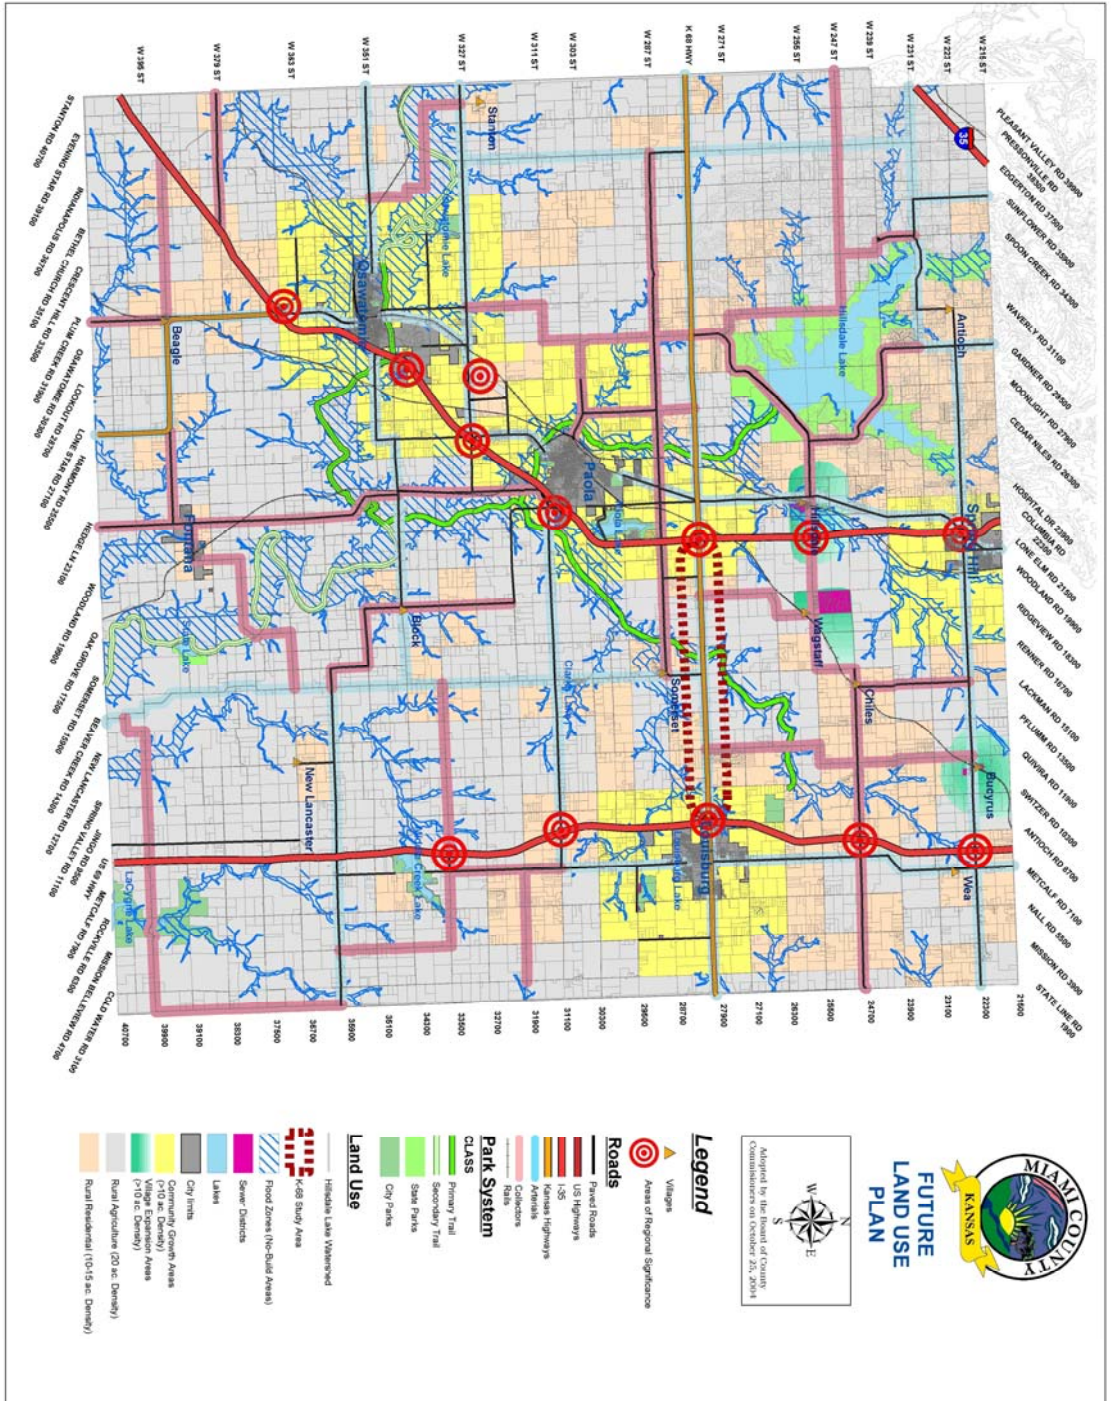 MIAMI COUNTY
KANSAS
FUTURE
LAND USE
PLAN
N
W
E
S
Adopted by the Board of County
Commissioners on October 25, 2004
Legend
Villages
Areas of Regional Significance
Roads
Paved Roads
US Highways
I-35
Kansas Highways
Arterials
Collectors
Rails
Park System
CLASS
Primary Trail
Secondary Trail
State Parks
City Parks
Land Use
Hillsdale Lake Watershed
K-68 Study Area
Flood Zones (No-Build Areas)
Sewer Districts
Lakes
City limits
Community Growth Areas
(>10 ac. Density)
Village Expansion Areas
(>10 ac. Density)
Rural Agriculture (20 ac. Density)
Rural Residential (10-15 ac. Density)
PLEASANT VALLEY RD 39900
PRESSONVILLE RD
38300
EDGERTON RD 37500
SUNFLOWER RD 35900
SPOON CREEK RD 34300
WAVERLY RD 31100
GARDNER RD 29500
MOONLIGHT RD 27900
CEDAR NILES RD 26300
HOSPITAL DR 23900
COLUMBIA RD
22300
LONE ELM RD 21500
WOODLAND RD 19900
RIDGEVIEW RD 18300
RENNER RD 16700
LACKMAN RD 15100
PFLUMM RD 13500
QUIVIRA RD 11900
SWITZER RD 10300
ANTIOCH RD 8700
METCALF RD 7100
NALL RD 5500
MISSION RD 3900
STATE LINE RD
1900
W 215 ST
W 223 ST
W 231 ST
W 239 ST
W 247 ST
W 255 ST
W 271 ST
K 68 HWY
W 287 ST
W 303 ST
W 311 ST
W 327 ST
W 351 ST
W 363 ST
W 379 ST
W 395 ST
21500
22300
23100
23900
24700
25500
26300
27100
27900
28700
29500
30300
31100
31900
32700
33500
34300
35100
35900
36700
37500
38300
39100
39900
40700
35
Antioch
Hillsdale Lake
Spring Hill
Hillsdale
Wagstaff
Chiles
Bucyrus
Wea
Stanton
Osawatomie
Paola
Somerset
Louisburg
Louisburg Lake
Block
Beagle
Fontana
State Lake
New Lancaster
LaCygne Lake
STANTON RD 40700
EVENING STAR RD 39100
INDIANAPOLIS RD 36700
BETHEL CHURCH RD 35100
CRESCENT HILL RD 33500
PLUM CREEK RD 31900
OSAWATOMIE RD 30300
LOOKOUT RD 28700
LONE STAR RD 27100
HARMONY RD 25500
HEDGE LN 23100
WOODLAND RD 19900
OAK GROVE RD 17500
SOMERSET RD 15900
BEAVER CREEK RD 14300
NEW LANCASTER RD 12700
SPRING VALLEY RD 11100
JINGO RD 9500
US 69 HWY
METCALF RD 7900
ROCKVILLE RD 6300
MISSION BELLEVIEW RD 4700
COLD WATER RD 3100